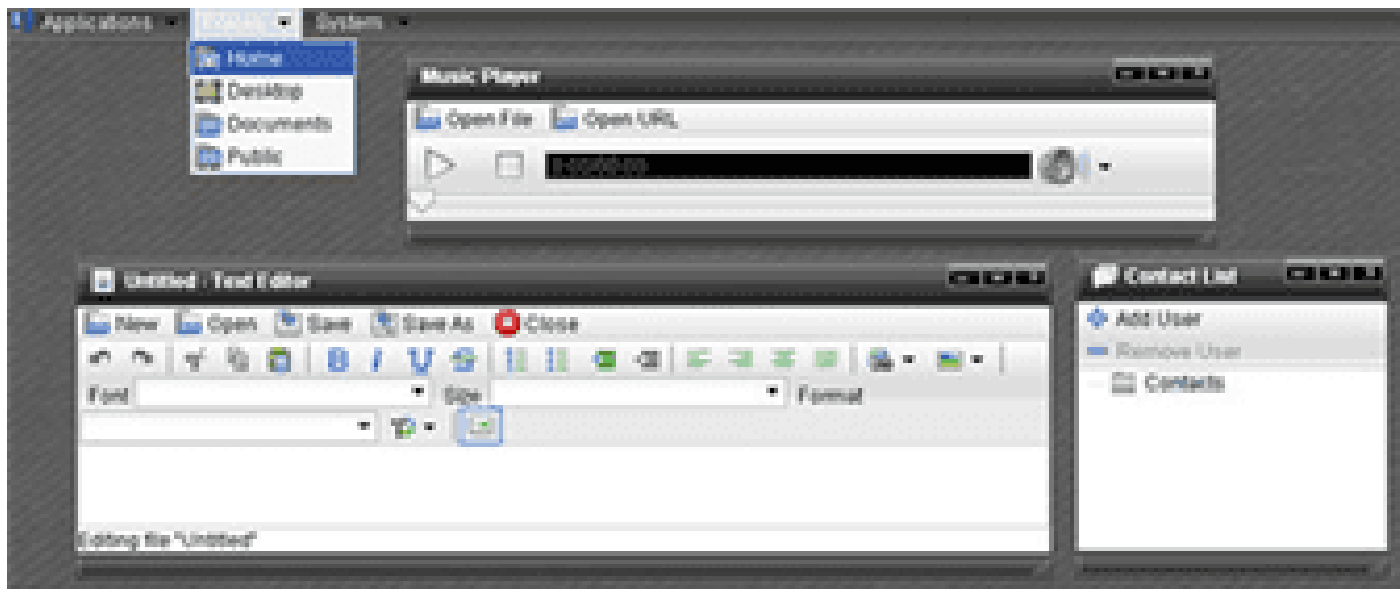 Applications System
Home
Desktop
Documents
Public
Music Player
Open File Open URL
Untitled - Text Editor
New Open Save Save As Close
Font Size Format
Editing file "Untitled"
Contact List
Add User
Remove User
Contacts